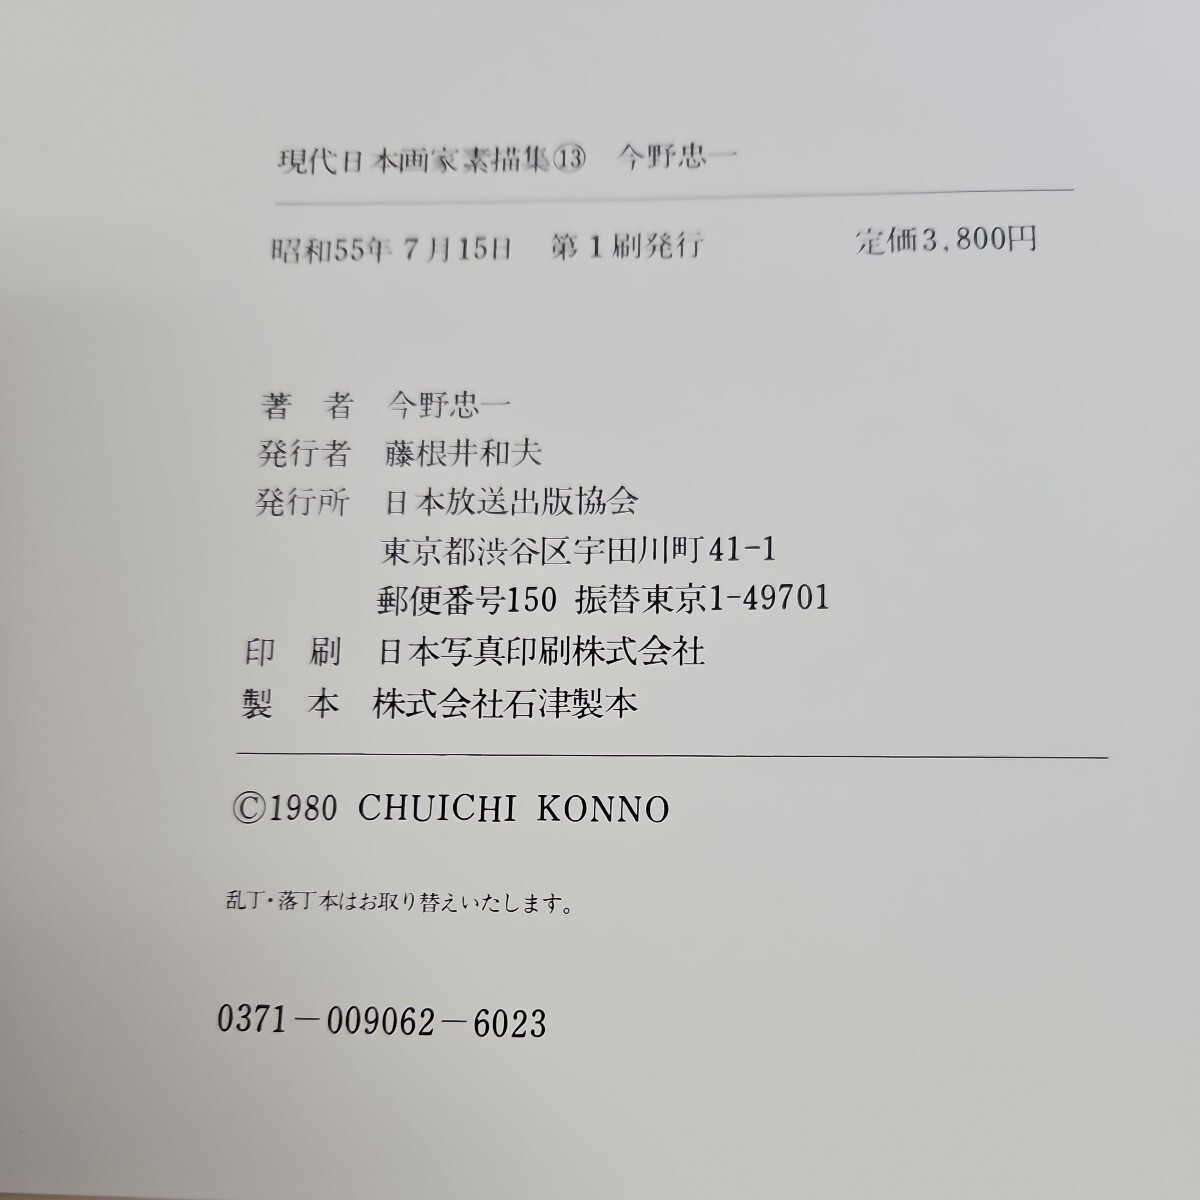 現代日本画家素描集⑬　今野忠一
昭和55年7月15日　第1刷発行　定価3,800円
著　者　今野忠一
発行者　藤根井和夫
発行所　日本放送出版協会
東京都渋谷区宇田川町41-1
郵便番号150 振替東京1-49701
印　刷　日本写真印刷株式会社
製　本　株式会社石津製本
©1980 CHUICHI KONNO
乱丁・落丁本はお取り替えいたします。
0371-009062-6023